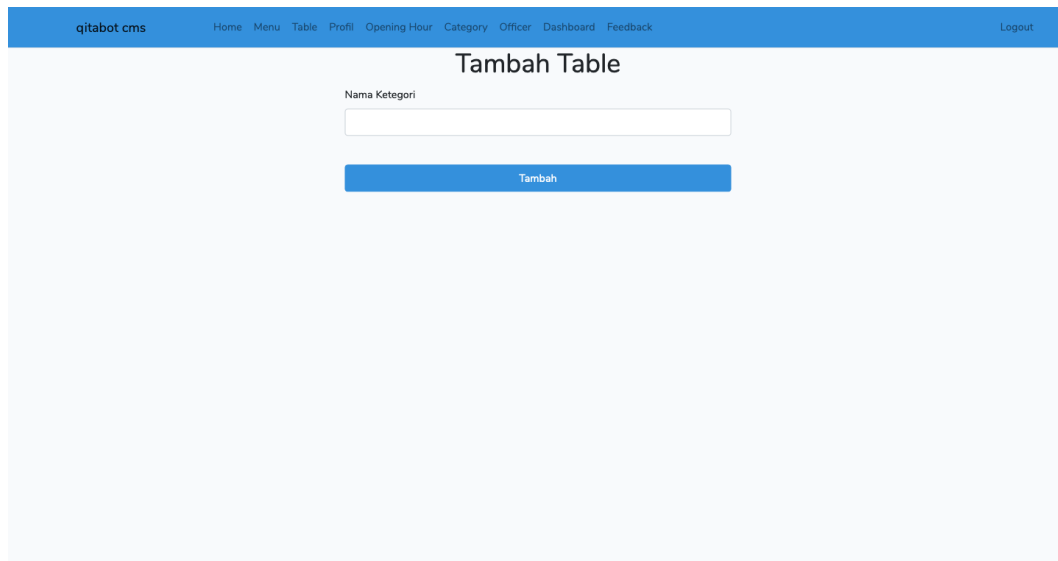 qitabot cms Home Menu Table Profil Opening Hour Category Officer Dashboard Feedback Logout
Tambah Table
Nama Ketegori
Tambah